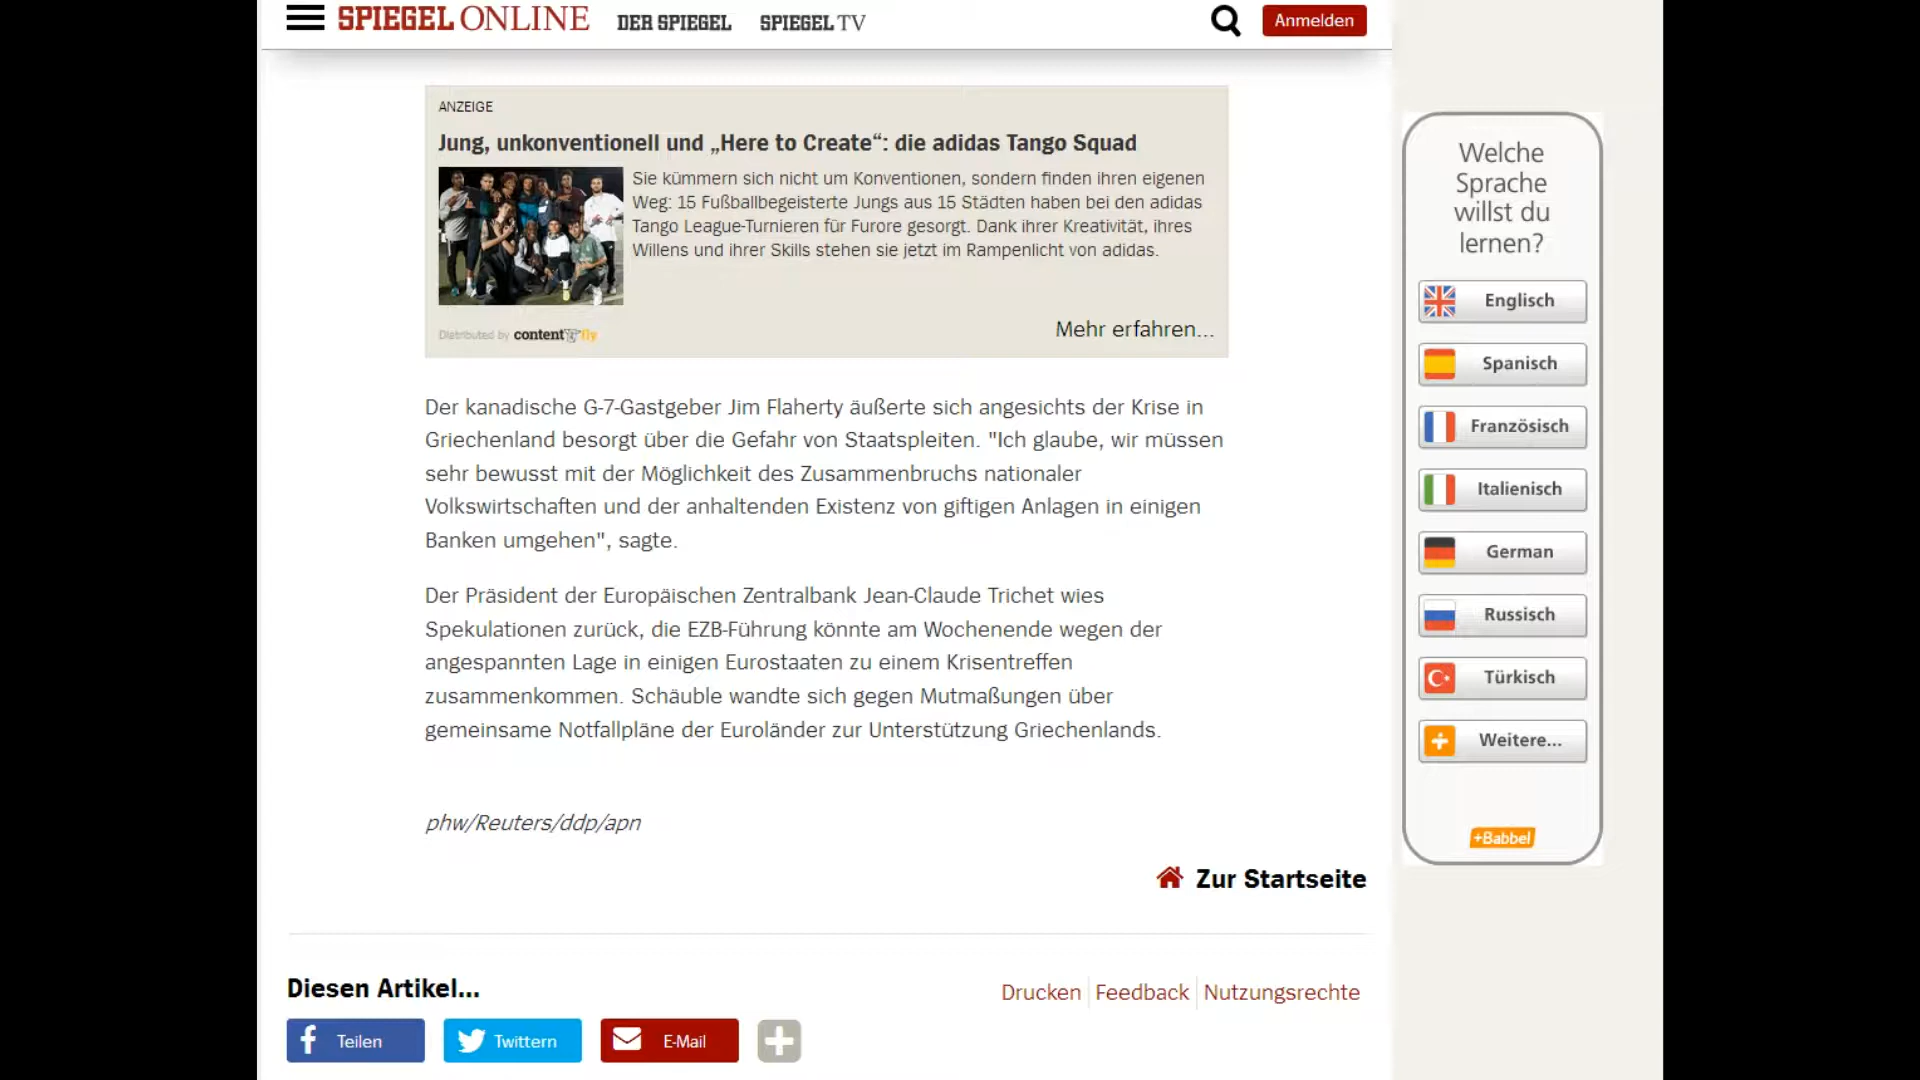 SPIEGEL ONLINE DER SPIEGEL SPIEGEL TV Anmelden
ANZEIGE
Jung, unkonventionell und „Here to Create“: die adidas Tango Squad
Sie kümmern sich nicht um Konventionen, sondern finden ihren eigenen
Weg: 15 Fußballbegeisterte Jungs aus 15 Städten haben bei den adidas
Tango League-Turnieren für Furore gesorgt. Dank ihrer Kreativität, ihres
Willens und ihrer Skills stehen sie jetzt im Rampenlicht von adidas.
Mehr erfahren...
Distributed by contentfly
Der kanadische G-7-Gastgeber Jim Flaherty äußerte sich angesichts der Krise in
Griechenland besorgt über die Gefahr von Staatspleiten. "Ich glaube, wir müssen
sehr bewusst mit der Möglichkeit des Zusammenbruchs nationaler
Volkswirtschaften und der anhaltenden Existenz von giftigen Anlagen in einigen
Banken umgehen", sagte.
Der Präsident der Europäischen Zentralbank Jean-Claude Trichet wies
Spekulationen zurück, die EZB-Führung könnte am Wochenende wegen der
angespannten Lage in einigen Eurostaaten zu einem Krisentreffen
zusammenkommen. Schäuble wandte sich gegen Mutmaßungen über
gemeinsame Notfallpläne der Euroländer zur Unterstützung Griechenlands.
phw/Reuters/ddp/apn
Zur Startseite
Diesen Artikel...
Drucken Feedback Nutzungsrechte
Teilen Twittern E-Mail
Welche
Sprache
willst du
lernen?
Englisch
Spanisch
Französisch
Italienisch
German
Russisch
Türkisch
Weitere...
+Babbel